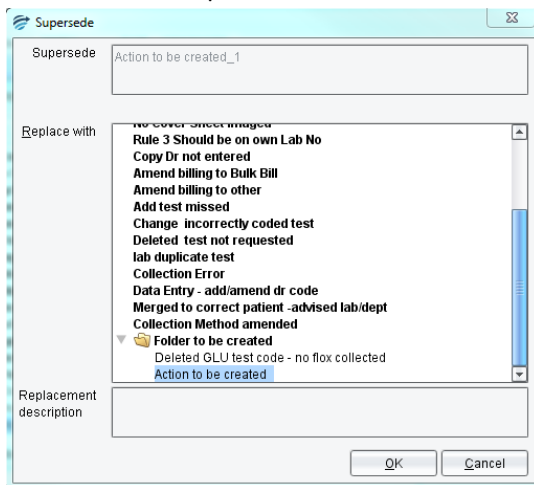 Supersede
Supersede
Action to be created_1
Replace with
No Cover Sheet imaged
Rule 3 Should be on own Lab No
Copy Dr not entered
Amend billing to Bulk Bill
Amend billing to other
Add test missed
Change  incorrectly coded test
Deleted  test not requested
lab duplicate test
Collection Error
Data Entry - add/amend dr code
Merged to correct patient -advised lab/dept
Collection Method amended
Folder to be created
Deleted GLU test code - no flox collected
Action to be created
Replacement
description
OK
Cancel